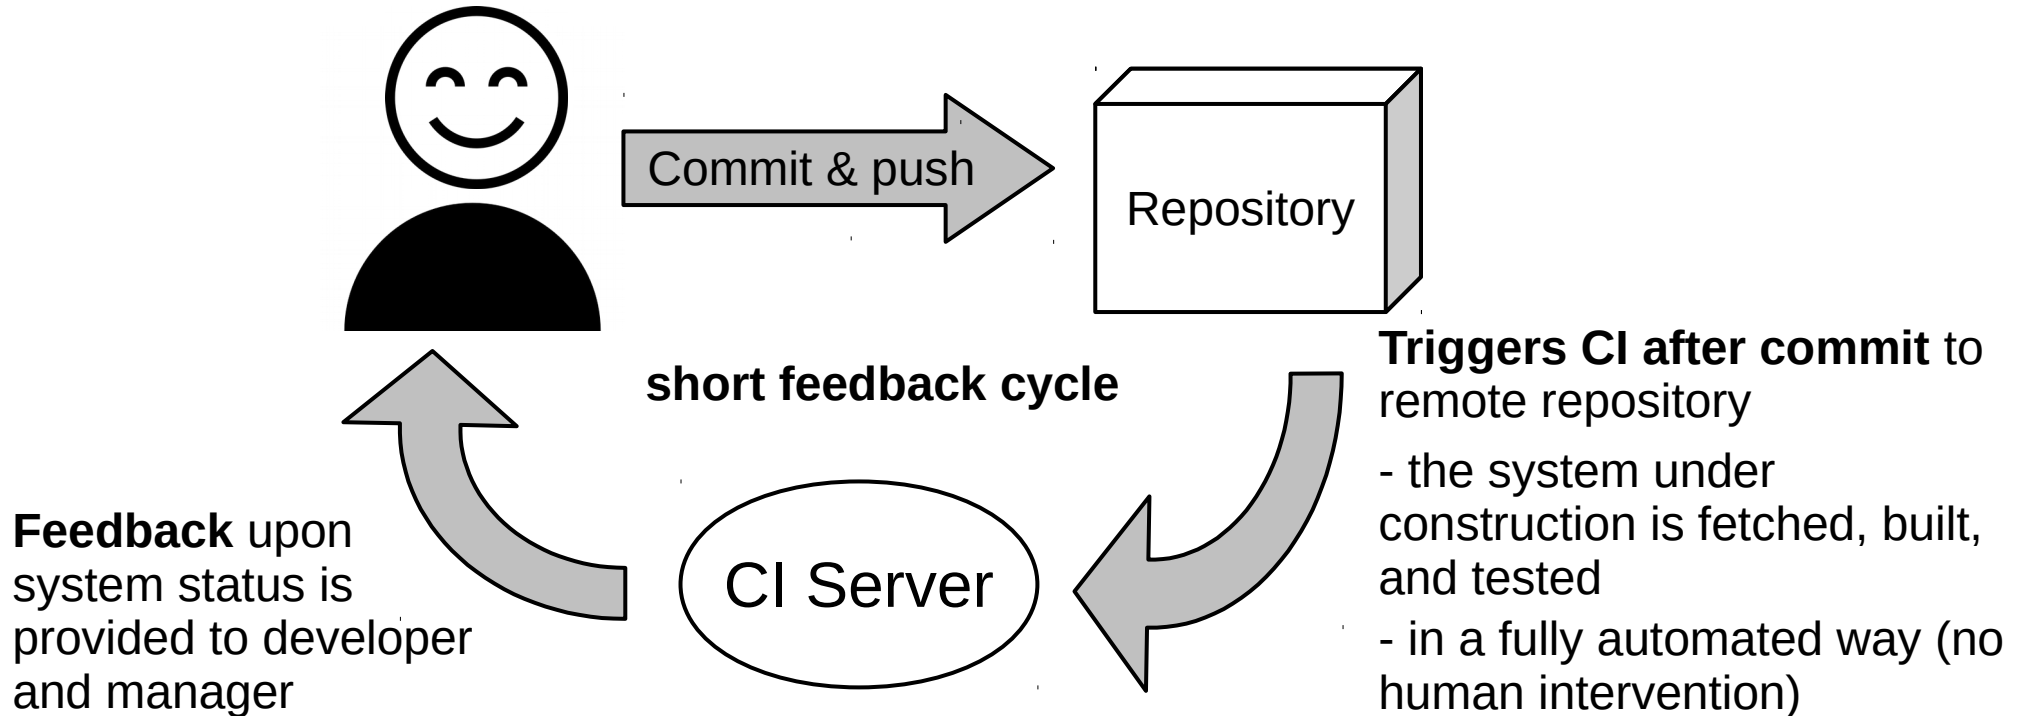 Commit & push
Repository
short feedback cycle
Triggers CI after commit to
remote repository
- the system under
construction is fetched, built,
and tested
- in a fully automated way (no
human intervention)
CI Server
Feedback upon
system status is
provided to developer
and manager